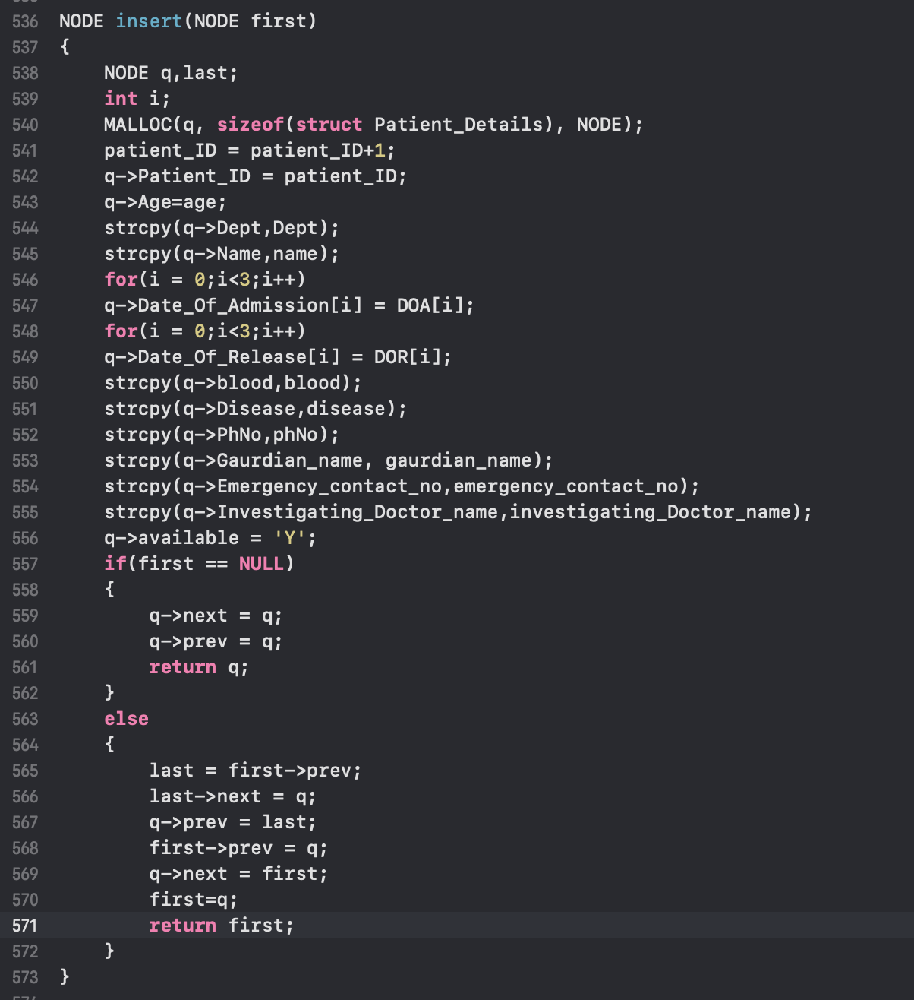 536 NODE insert(NODE first)
537 {
538     NODE q,last;
539     int i;
540     MALLOC(q, sizeof(struct Patient_Details), NODE);
541     patient_ID = patient_ID+1;
542     q->Patient_ID = patient_ID;
543     q->Age=age;
544     strcpy(q->Dept,Dept);
545     strcpy(q->Name,name);
546     for(i = 0;i<3;i++)
547     q->Date_Of_Admission[i] = DOA[i];
548     for(i = 0;i<3;i++)
549     q->Date_Of_Release[i] = DOR[i];
550     strcpy(q->blood,blood);
551     strcpy(q->Disease,disease);
552     strcpy(q->PhNo,phNo);
553     strcpy(q->Gaurdian_name, gaurdian_name);
554     strcpy(q->Emergency_contact_no,emergency_contact_no);
555     strcpy(q->Investigating_Doctor_name,investigating_Doctor_name);
556     q->available = 'Y';
557     if(first == NULL)
558     {
559         q->next = q;
560         q->prev = q;
561         return q;
562     }
563     else
564     {
565         last = first->prev;
566         last->next = q;
567         q->prev = last;
568         first->prev = q;
569         q->next = first;
570         first=q;
571         return first;
572     }
573 }